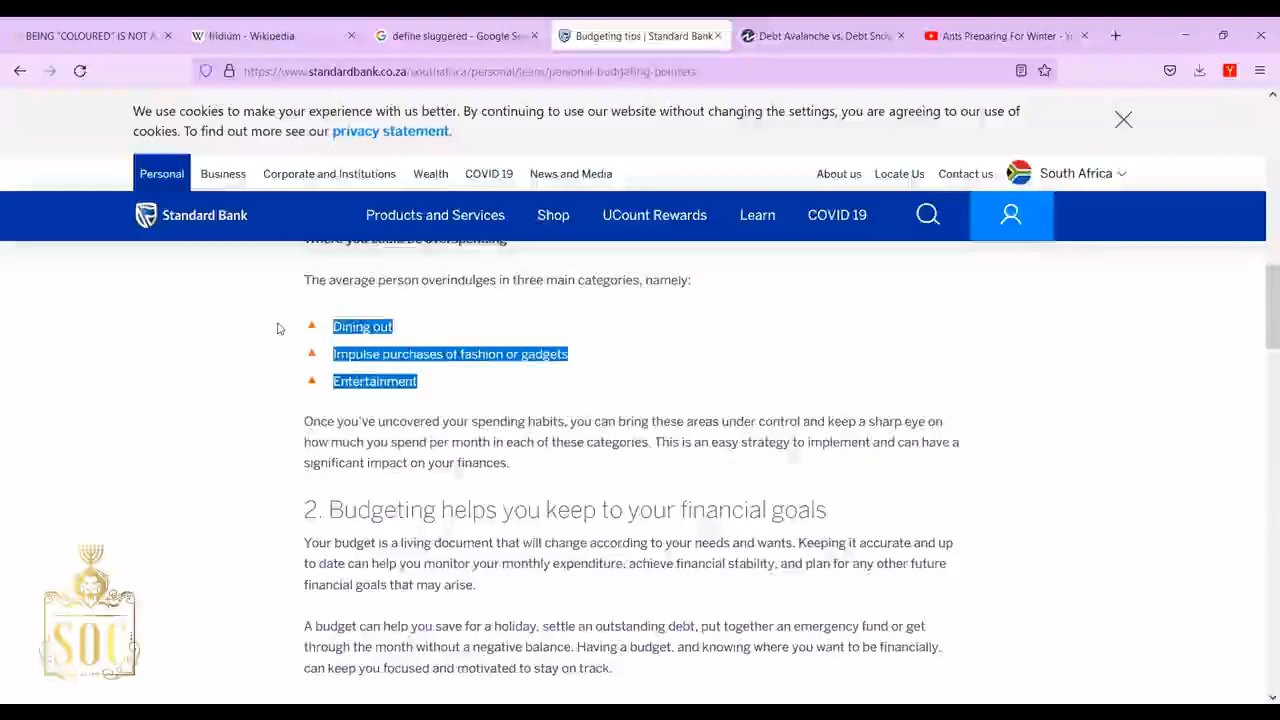 BEING "COLOURED" IS NOT A
Iridium - Wikipedia
define sluggered - Google Se
Budgeting tips | Standard Bank
Debt Avalanche vs. Debt Snow
Ants Preparing For Winter - Y
https://www.standardbank.co.za/southafrica/personal/learn/personal-budgeting-pointers
We use cookies to make your experience with us better. By continuing to use our website without changing the settings, you are agreeing to our use of
cookies. To find out more see our privacy statement.
Personal Business Corporate and Institutions Wealth COVID 19 News and Media About us Locate Us Contact us South Africa
Standard Bank Products and Services Shop UCount Rewards Learn COVID 19
Where you could be overspending
The average person overindulges in three main categories, namely:
Dining out
Impulse purchases of fashion or gadgets
Entertainment
Once you've uncovered your spending habits, you can bring these areas under control and keep a sharp eye on
how much you spend per month in each of these categories. This is an easy strategy to implement and can have a
significant impact on your finances.
2. Budgeting helps you keep to your financial goals
Your budget is a living document that will change according to your needs and wants. Keeping it accurate and up
to date can help you monitor your monthly expenditure, achieve financial stability, and plan for any other future
financial goals that may arise.
A budget can help you save for a holiday, settle an outstanding debt, put together an emergency fund or get
through the month without a negative balance. Having a budget, and knowing where you want to be financially,
can keep you focused and motivated to stay on track.
SOC